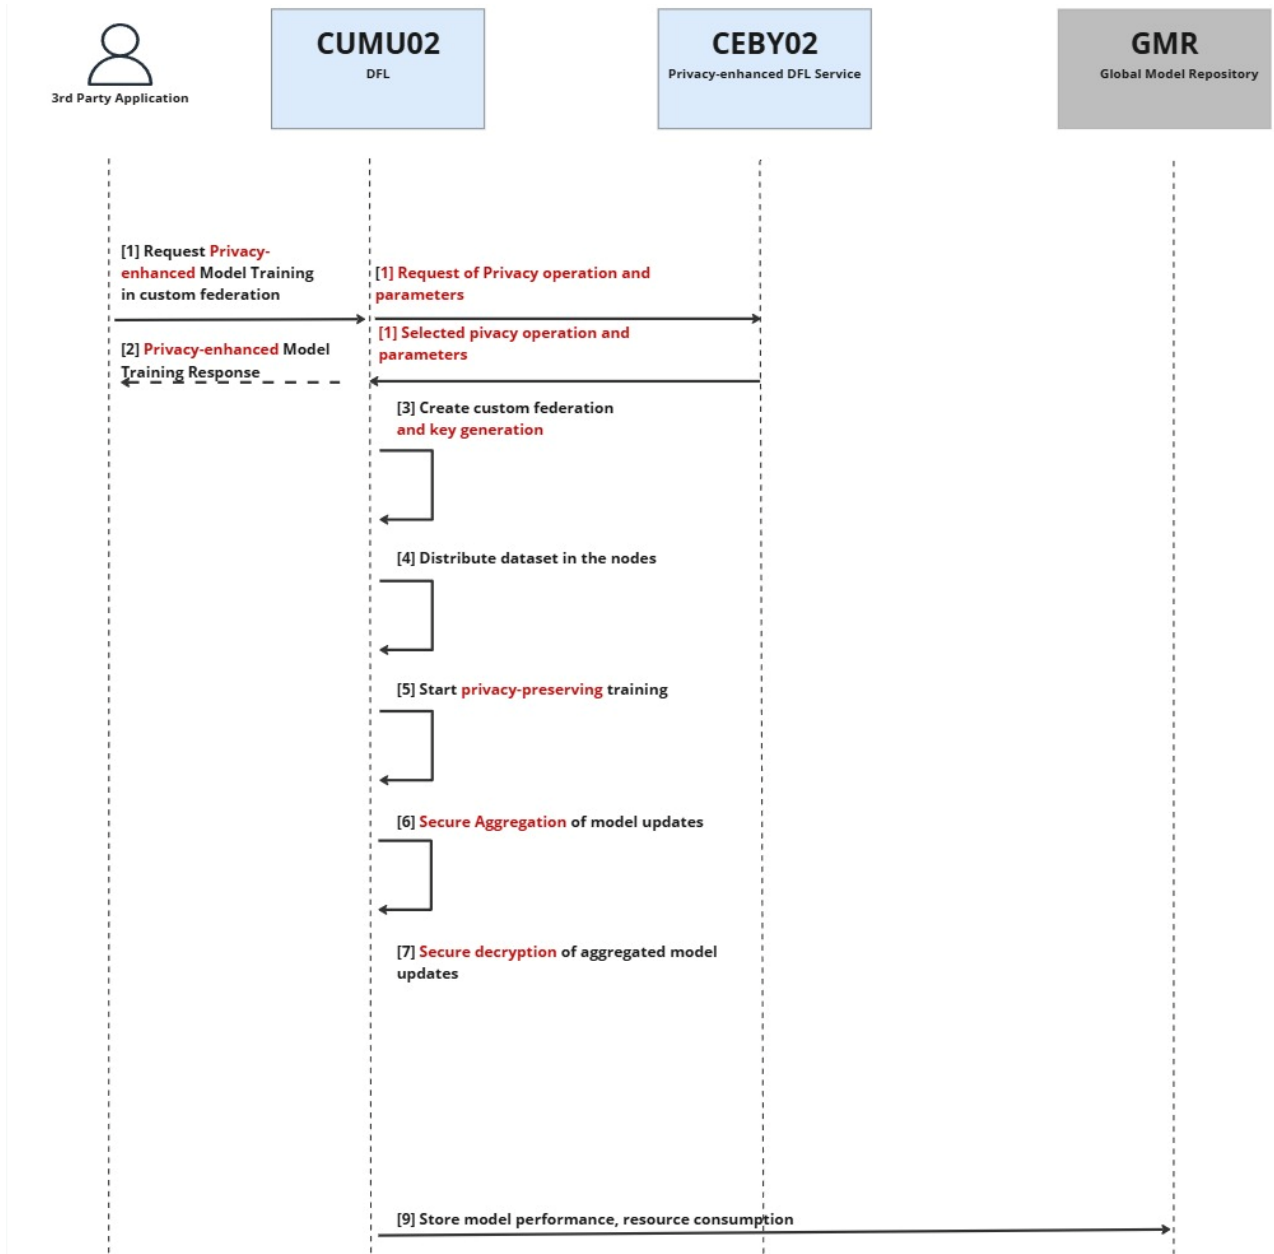 CUMU02
DFL
CEBY02
Privacy-enhanced DFL Service
GMR
Global Model Repository
3rd Party Application
[1] Request Privacy-
enhanced Model Training
in custom federation
[1] Request of Privacy operation and
parameters
[1] Selected pivacy operation and
parameters
[2] Privacy-enhanced Model
Training Response
[3] Create custom federation
and key generation
[4] Distribute dataset in the nodes
[5] Start privacy-preserving training
[6] Secure Aggregation of model updates
[7] Secure decryption of aggregated model
updates
[9] Store model performance, resource consumption